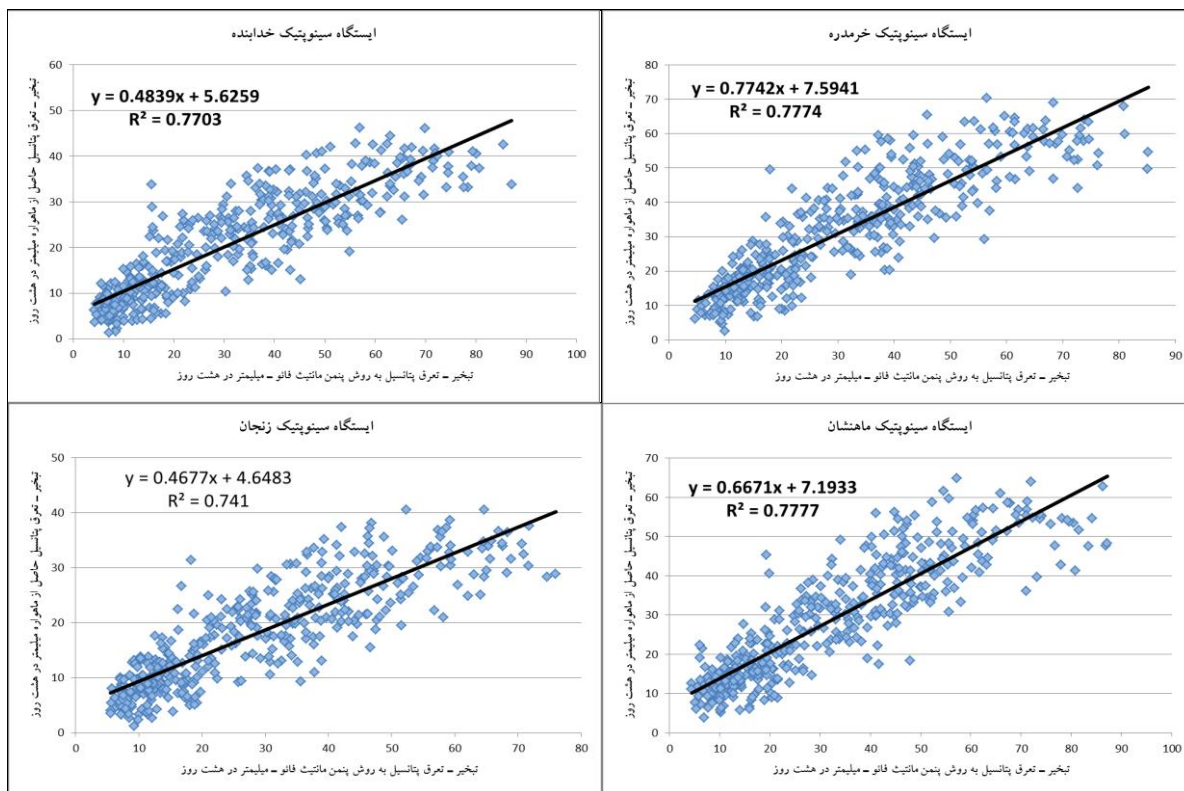 ایستگاه سینوپتیک خدابنده
y = 0.4839x + 5.6259
R² = 0.7703
تبخیر - تعرق پتانسیل حاصل از ماهواره میلیمتر در هشت روز
60
50
40
30
20
10
0
0 10 20 30 40 50 60 70 80 90 100
تبخیر - تعرق پتانسیل به روش پنمن مانتیث فائو - میلیمتر در هشت روز
ایستگاه سینوپتیک خرمدره
y = 0.7742x + 7.5941
R² = 0.7774
تبخیر - تعرق پتانسیل حاصل از ماهواره میلیمتر در هشت روز
80
70
60
50
40
30
20
10
0
0 10 20 30 40 50 60 70 80 90
تبخیر - تعرق پتانسیل به روش پنمن مانتیث فائو - میلیمتر در هشت روز
ایستگاه سینوپتیک زنجان
y = 0.4677x + 4.6483
R² = 0.741
تبخیر - تعرق پتانسیل حاصل از ماهواره میلیمتر در هشت روز
50
40
30
20
10
0
0 10 20 30 40 50 60 70 80
تبخیر - تعرق پتانسیل به روش پنمن مانتیث فائو - میلیمتر در هشت روز
ایستگاه سینوپتیک ماهنشان
y = 0.6671x + 7.1933
R² = 0.7777
تبخیر - تعرق پتانسیل حاصل از ماهواره میلیمتر در هشت روز
70
60
50
40
30
20
10
0
0 10 20 30 40 50 60 70 80 90 100
تبخیر - تعرق پتانسیل به روش پنمن مانتیث فائو - میلیمتر در هشت روز